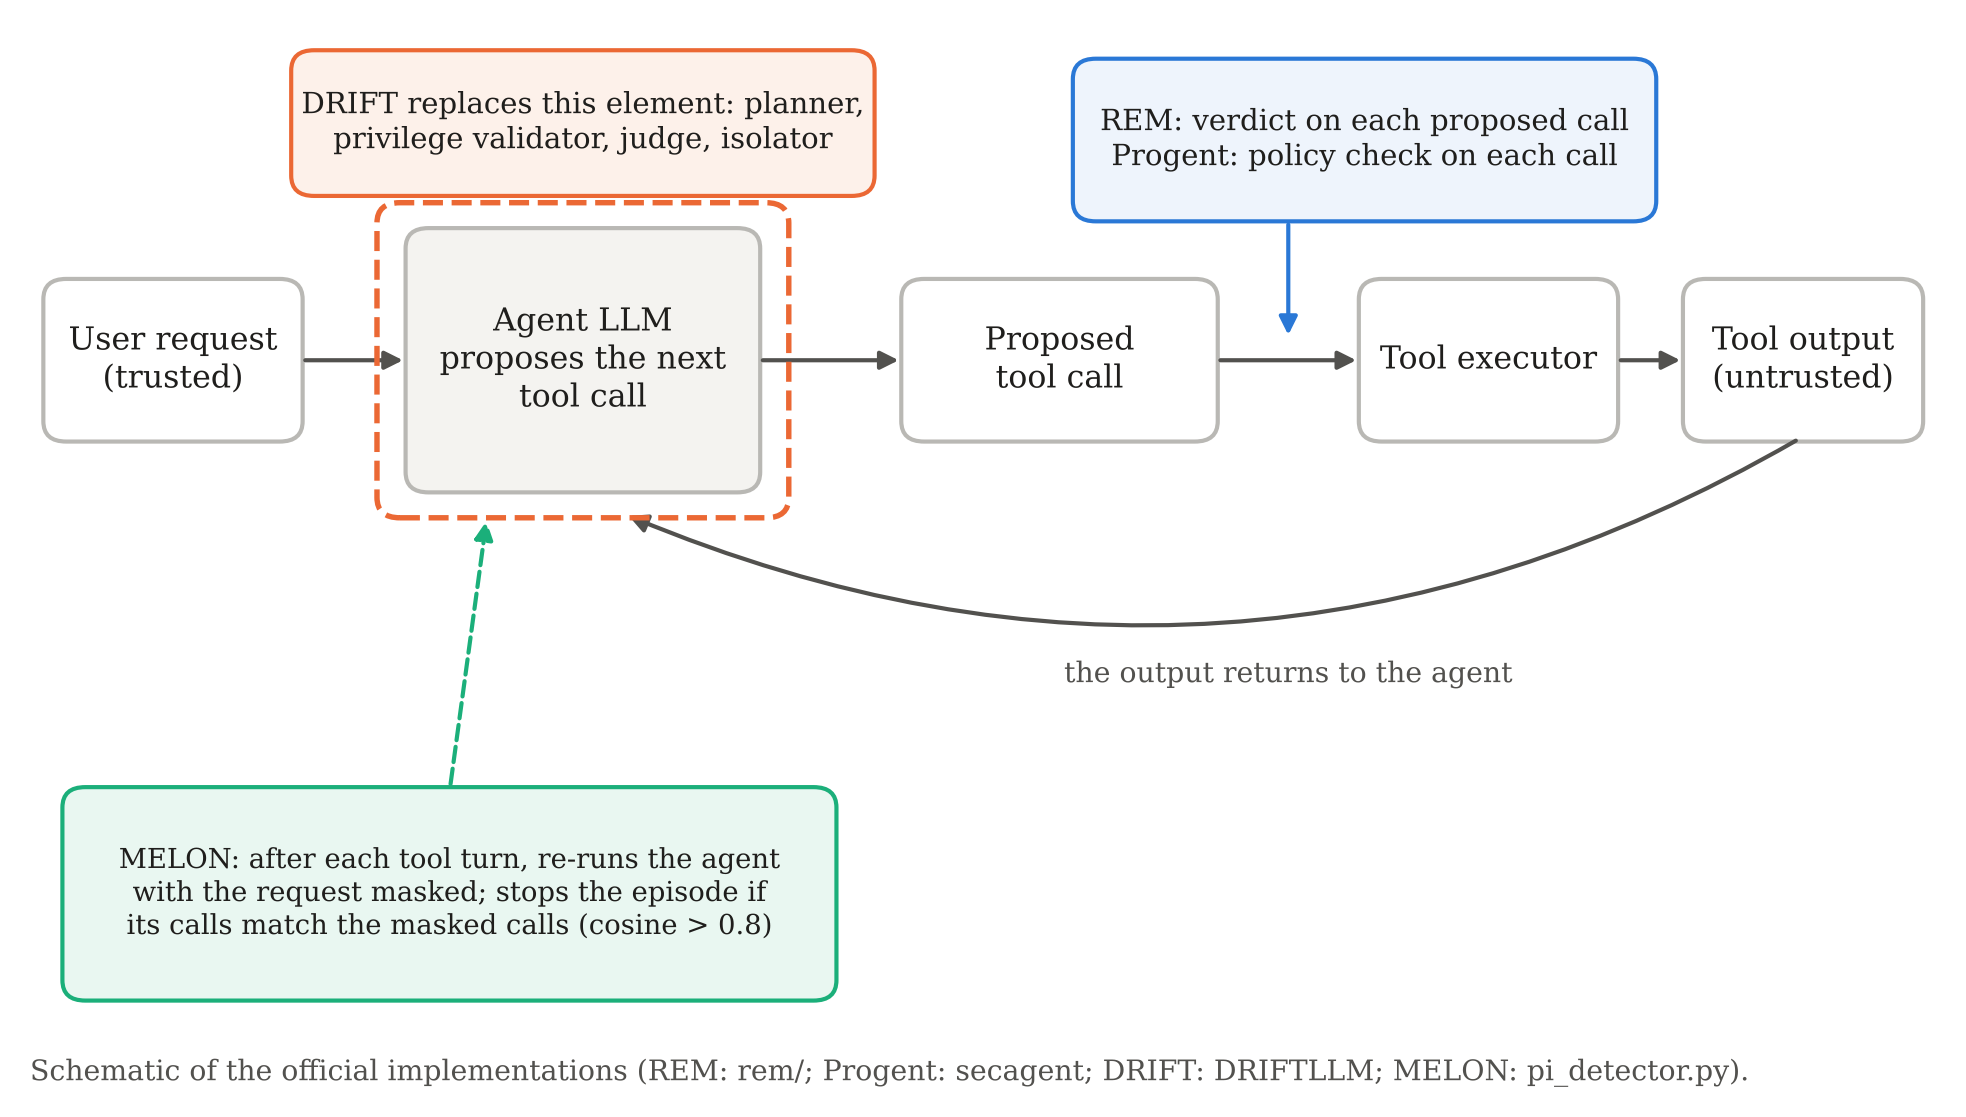 DRIFT replaces this element: planner,
privilege validator, judge, isolator
REM: verdict on each proposed call
Progent: policy check on each call
User request
(trusted)
Agent LLM
proposes the next
tool call
Proposed
tool call
Tool executor
Tool output
(untrusted)
the output returns to the agent
MELON: after each tool turn, re-runs the agent
with the request masked; stops the episode if
its calls match the masked calls (cosine > 0.8)
Schematic of the official implementations (REM: rem/; Progent: secagent; DRIFT: DRIFTLLM; MELON: pi_detector.py).